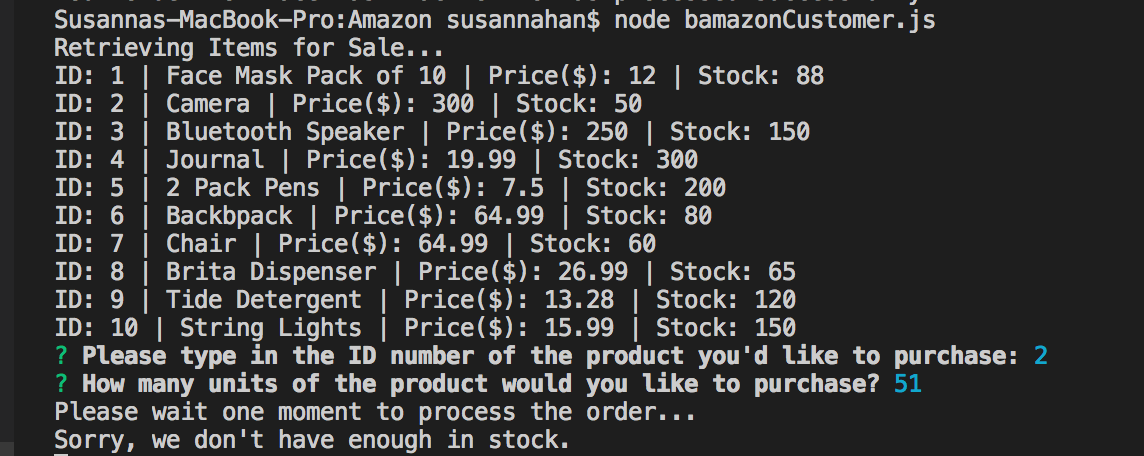 Susannas-MacBook-Pro:Amazon susannahan$ node bamazonCustomer.js
Retrieving Items for Sale...
ID: 1 | Face Mask Pack of 10 | Price($): 12 | Stock: 88
ID: 2 | Camera | Price($): 300 | Stock: 50
ID: 3 | Bluetooth Speaker | Price($): 250 | Stock: 150
ID: 4 | Journal | Price($): 19.99 | Stock: 300
ID: 5 | 2 Pack Pens | Price($): 7.5 | Stock: 200
ID: 6 | Backbpack | Price($): 64.99 | Stock: 80
ID: 7 | Chair | Price($): 64.99 | Stock: 60
ID: 8 | Brita Dispenser | Price($): 26.99 | Stock: 65
ID: 9 | Tide Detergent | Price($): 13.28 | Stock: 120
ID: 10 | String Lights | Price($): 15.99 | Stock: 150
? Please type in the ID number of the product you'd like to purchase: 2
? How many units of the product would you like to purchase? 51
Please wait one moment to process the order...
Sorry, we don't have enough in stock.